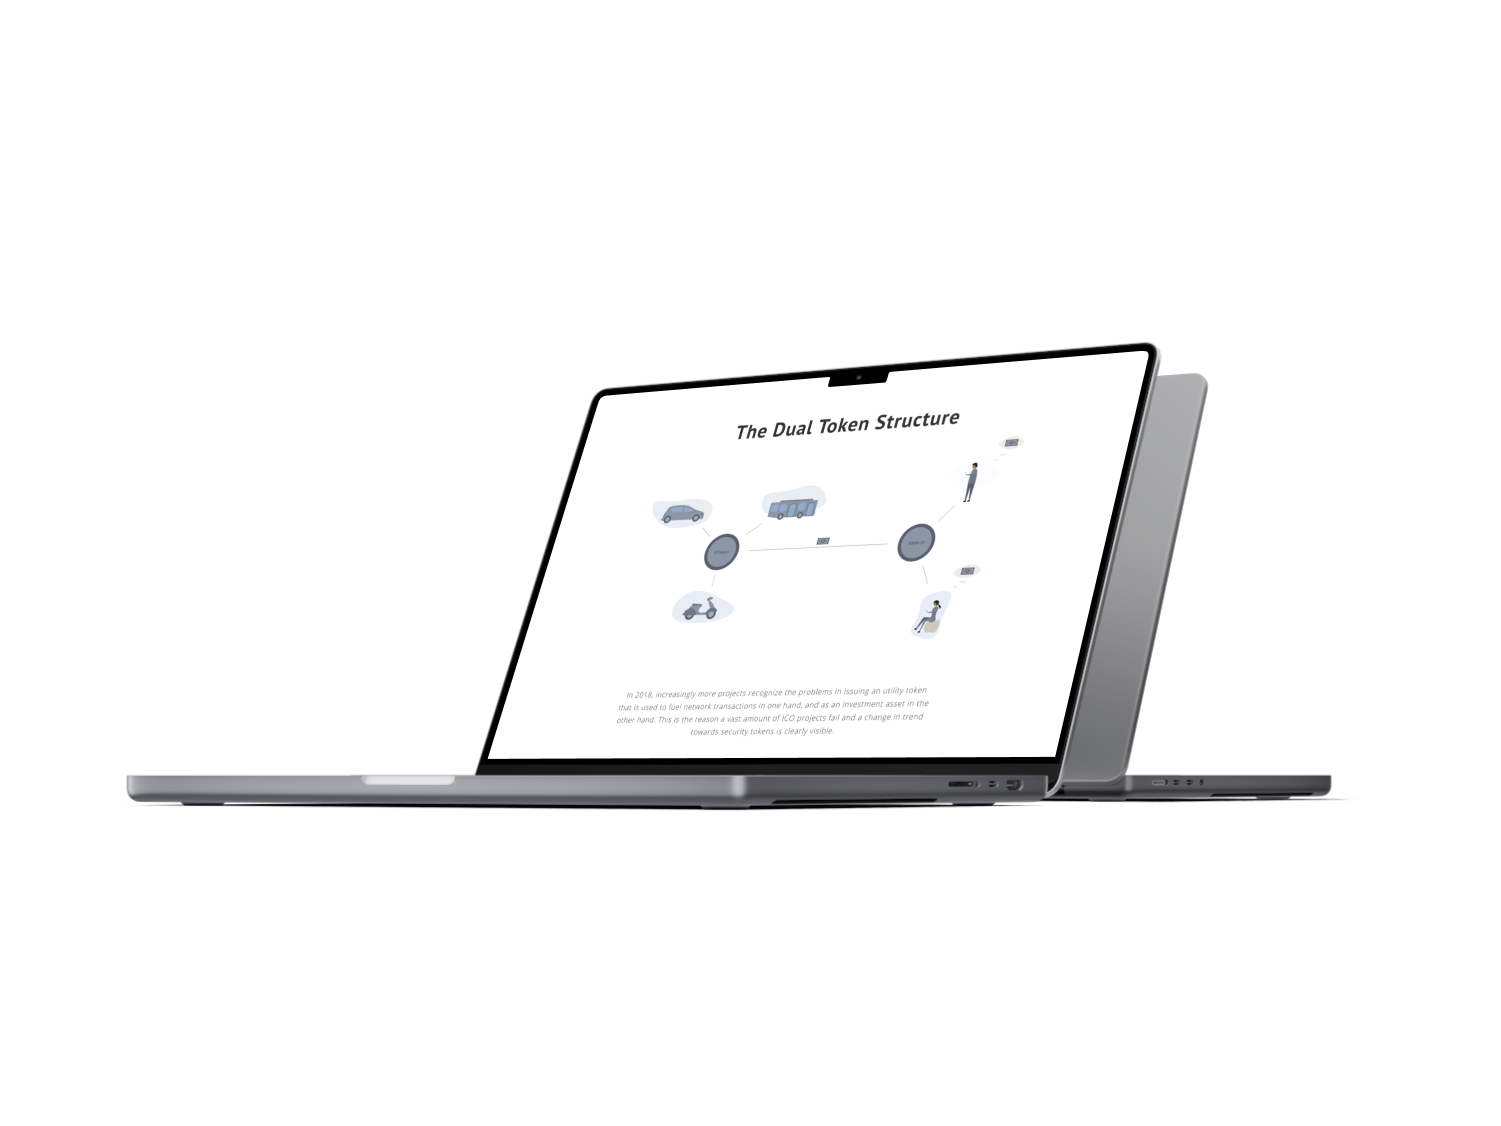 The Dual Token Structure
In 2018, increasingly more projects recognize the problems in issuing an utility token
that is used to fuel network transactions in one hand, and as an investment asset in the
other hand. This is the reason a vast amount of ICO projects fail and a change in trend
towards security tokens is clearly visible.